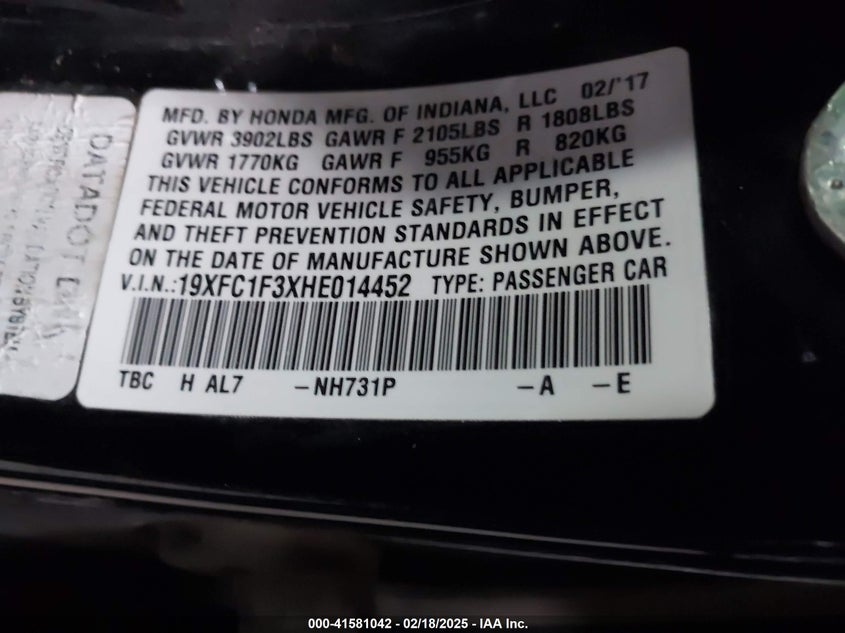 MFD. BY HONDA MFG. OF INDIANA, LLC 02/'17
GVWR 3902LBS GAWR F 2105LBS R 1808LBS
GVWR 1770KG GAWR F 955KG R 820KG
THIS VEHICLE CONFORMS TO ALL APPLICABLE
FEDERAL MOTOR VEHICLE SAFETY, BUMPER,
AND THEFT PREVENTION STANDARDS IN EFFECT
ON THE DATE OF MANUFACTURE SHOWN ABOVE.
V.I.N.:19XFC1F3XHE014452 TYPE: PASSENGER CAR
TBC H AL7 -NH731P -A -E
DATADOT
000-41581042 - 02/18/2025 - IAA Inc.